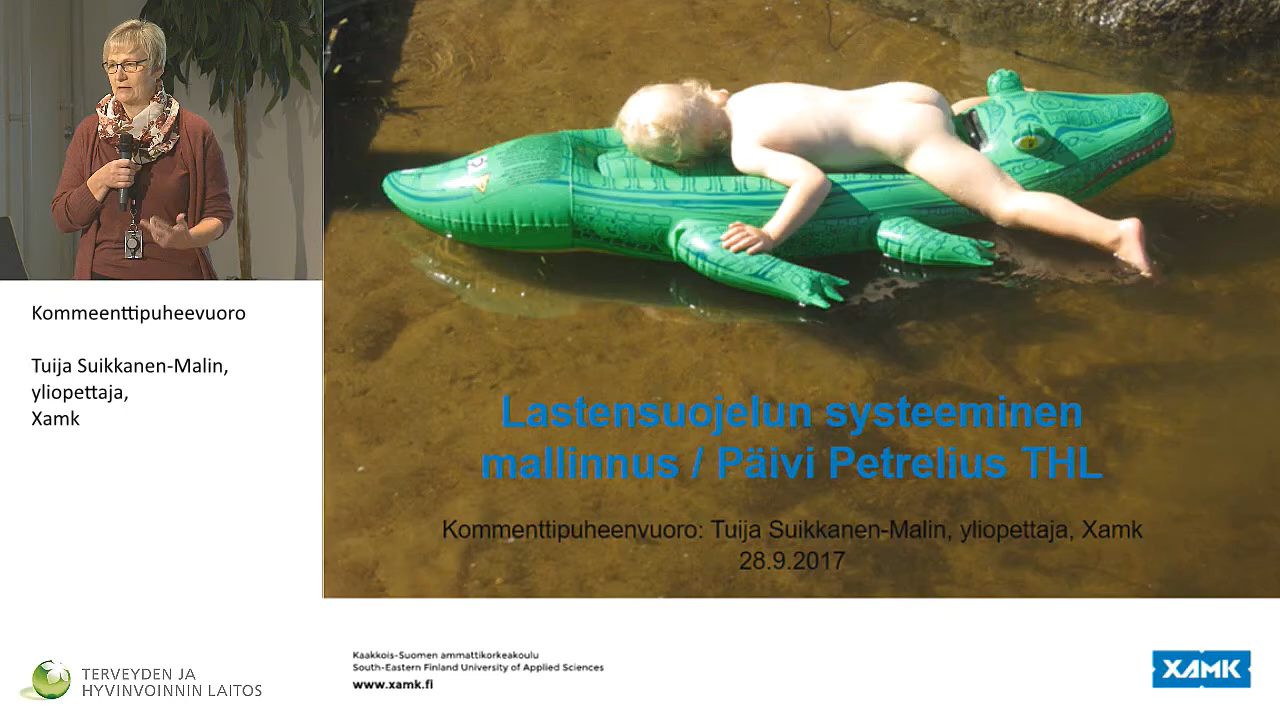 Kommeenttipuheevuoro
Tuija Suikkanen-Malin,
yliopettaja,
Xamk
Lastensuojelun systeeminen
mallinnus / Päivi Petrelius THL
Kommenttipuheenvuoro: Tuija Suikkanen-Malin, yliopettaja, Xamk
28.9.2017
TERVEYDEN JA
HYVINVOINNIN LAITOS
Kaakkois-Suomen ammattikorkeakoulu
South-Eastern Finland University of Applied Sciences
www.xamk.fi
XAMK